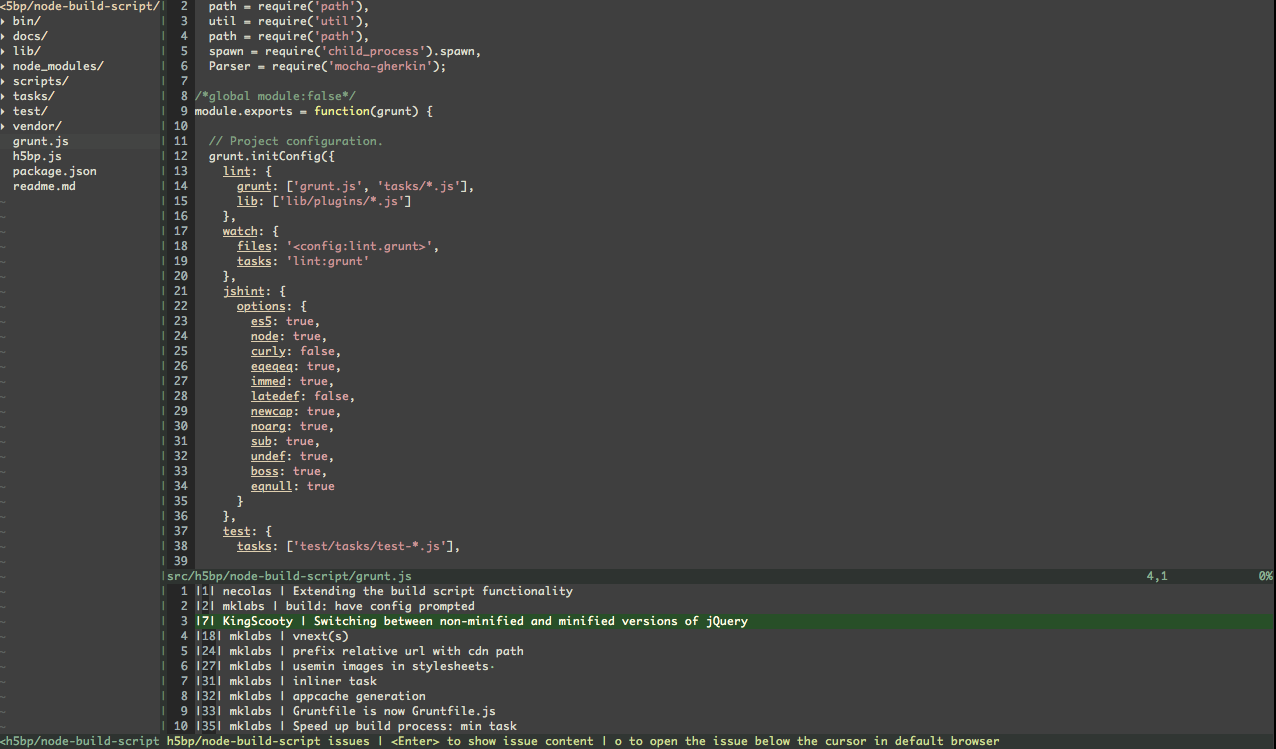 <5bp/node-build-script/
▸ bin/
▸ docs/
▸ lib/
▸ node_modules/
▸ scripts/
▸ tasks/
▸ test/
▸ vendor/
grunt.js
h5bp.js
package.json
readme.md
2   path = require('path'),
3   util = require('util'),
4   path = require('path'),
5   spawn = require('child_process').spawn,
6   Parser = require('mocha-gherkin');
7
8 /*global module:false*/
9 module.exports = function(grunt) {
10
11   // Project configuration.
12   grunt.initConfig({
13     lint: {
14       grunt: ['grunt.js', 'tasks/*.js'],
15       lib: ['lib/plugins/*.js']
16     },
17     watch: {
18       files: '<config:lint.grunt>',
19       tasks: 'lint:grunt'
20     },
21     jshint: {
22       options: {
23         es5: true,
24         node: true,
25         curly: false,
26         eqeqeq: true,
27         immed: true,
28         latedef: false,
29         newcap: true,
30         noarg: true,
31         sub: true,
32         undef: true,
33         boss: true,
34         eqnull: true
35       }
36     },
37     test: {
38       tasks: ['test/tasks/test-*.js'],
39
src/h5bp/node-build-script/grunt.js 4,1 0%
1 |1| necolas | Extending the build script functionality
2 |2| mklabs | build: have config prompted
3 |7| KingScooty | Switching between non-minified and minified versions of jQuery
4 |18| mklabs | vnext(s)
5 |24| mklabs | prefix relative url with cdn path
6 |27| mklabs | usemin images in stylesheets·
7 |31| mklabs | inliner task
8 |32| mklabs | appcache generation
9 |33| mklabs | Gruntfile is now Gruntfile.js
10 |35| mklabs | Speed up build process: min task
<h5bp/node-build-script h5bp/node-build-script issues | <Enter> to show issue content | o to open the issue below the cursor in default browser